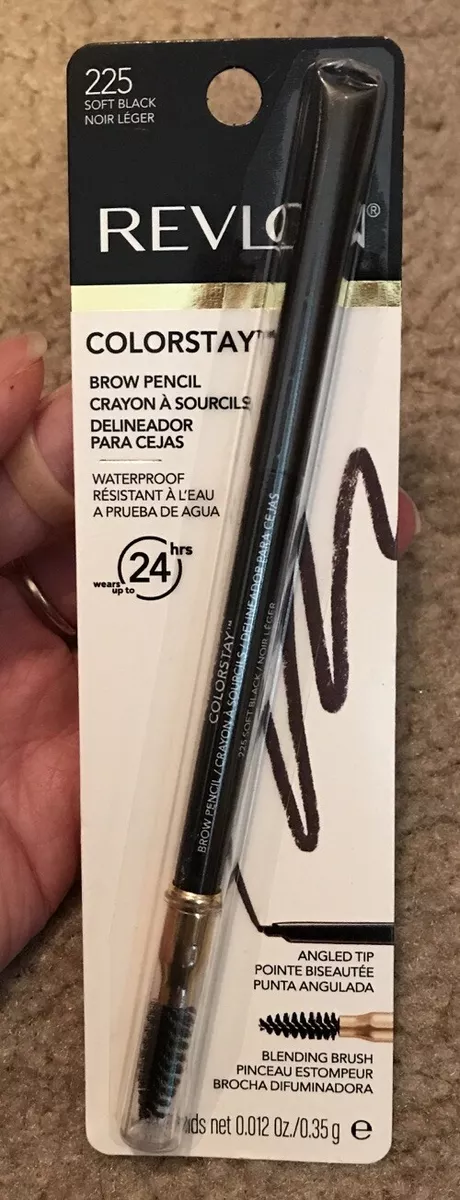 225
SOFT BLACK
NOIR LÉGER
REVLON®
COLORSTAY™
BROW PENCIL
CRAYON À SOURCILS
DELINEADOR
PARA CEJAS
WATERPROOF
RÉSISTANT À L'EAU
A PRUEBA DE AGUA
wears up to 24 hrs
COLORSTAY™
BROW PENCIL / CRAYON À SOURCILS / DELINEADOR PARA CEJAS
225 SOFT BLACK / NOIR LÉGER
ANGLED TIP
POINTE BISEAUTÉE
PUNTA ANGULADA
BLENDING BRUSH
PINCEAU ESTOMPEUR
BROCHA DIFUMINADORA
net 0.012 Oz./0.35 g e